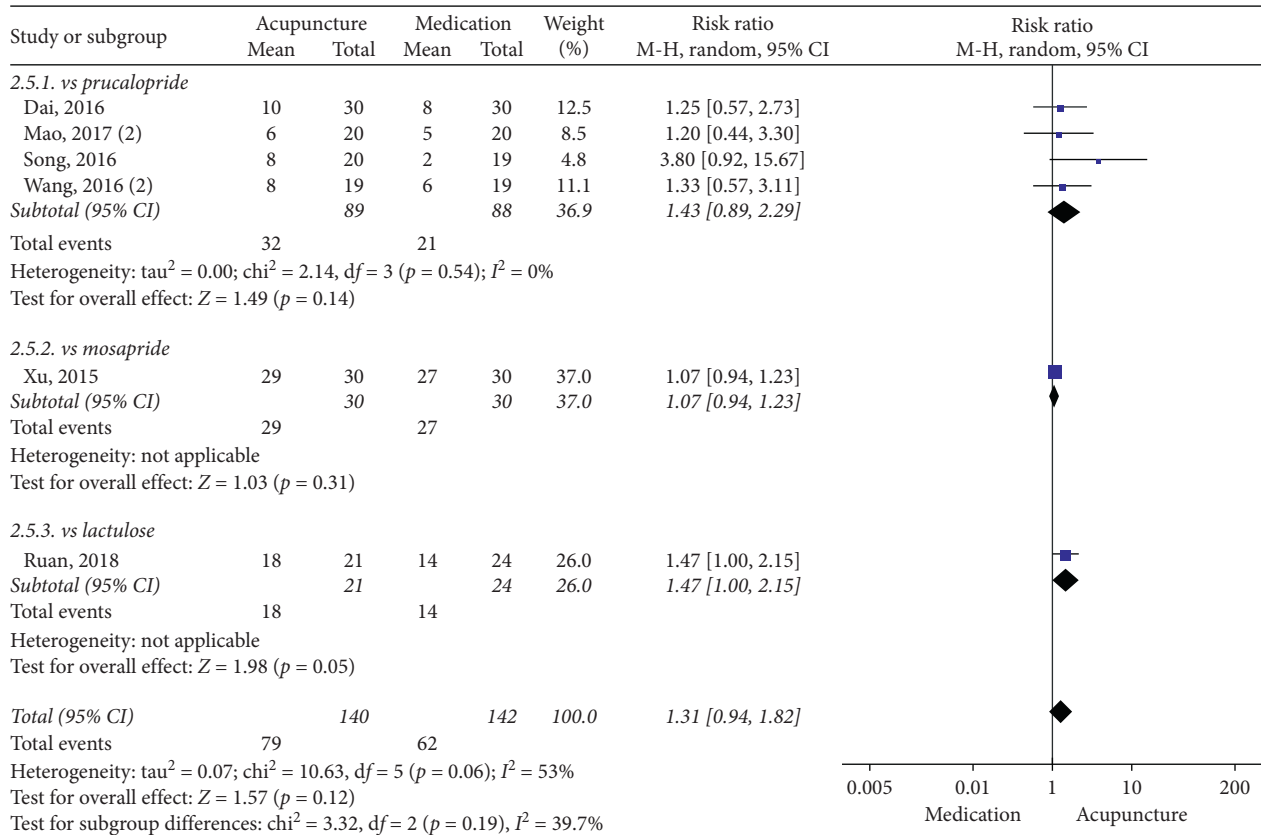 Study or subgroup Acupuncture Medication Weight Risk ratio Risk ratio
Mean Total Mean Total (%) M-H, random, 95% CI M-H, random, 95% CI
2.5.1. vs prucalopride
Dai, 2016 10 30 8 30 12.5 1.25 [0.57, 2.73]
Mao, 2017 (2) 6 20 5 20 8.5 1.20 [0.44, 3.30]
Song, 2016 8 20 2 19 4.8 3.80 [0.92, 15.67]
Wang, 2016 (2) 8 19 6 19 11.1 1.33 [0.57, 3.11]
Subtotal (95% CI) 89 88 36.9 1.43 [0.89, 2.29]
Total events 32 21
Heterogeneity: tau² = 0.00; chi² = 2.14, df = 3 (p = 0.54); I² = 0%
Test for overall effect: Z = 1.49 (p = 0.14)
2.5.2. vs mosapride
Xu, 2015 29 30 27 30 37.0 1.07 [0.94, 1.23]
Subtotal (95% CI) 30 30 37.0 1.07 [0.94, 1.23]
Total events 29 27
Heterogeneity: not applicable
Test for overall effect: Z = 1.03 (p = 0.31)
2.5.3. vs lactulose
Ruan, 2018 18 21 14 24 26.0 1.47 [1.00, 2.15]
Subtotal (95% CI) 21 24 26.0 1.47 [1.00, 2.15]
Total events 18 14
Heterogeneity: not applicable
Test for overall effect: Z = 1.98 (p = 0.05)
Total (95% CI) 140 142 100.0 1.31 [0.94, 1.82]
Total events 79 62
Heterogeneity: tau² = 0.07; chi² = 10.63, df = 5 (p = 0.06); I² = 53%
Test for overall effect: Z = 1.57 (p = 0.12)
Test for subgroup differences: chi² = 3.32, df = 2 (p = 0.19), I² = 39.7%
0.005 0.01 1 10 200
Medication Acupuncture